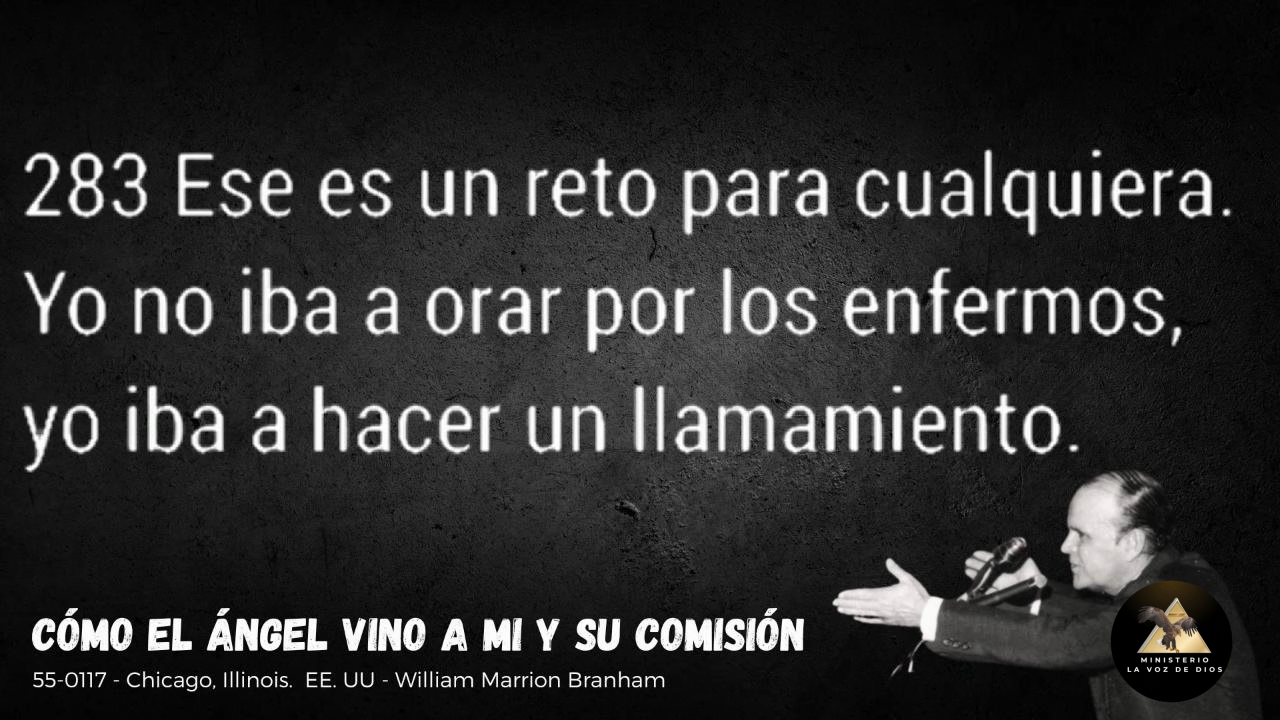 283 Ese es un reto para cualquiera.
Yo no iba a orar por los enfermos,
yo iba a hacer un llamamiento.
CÓMO EL ÁNGEL VINO A MI Y SU COMISIÓN
55-0117 - Chicago, Illinois.  EE. UU - William Marrion Branham
MINISTERIO
LA VOZ DE DIOS